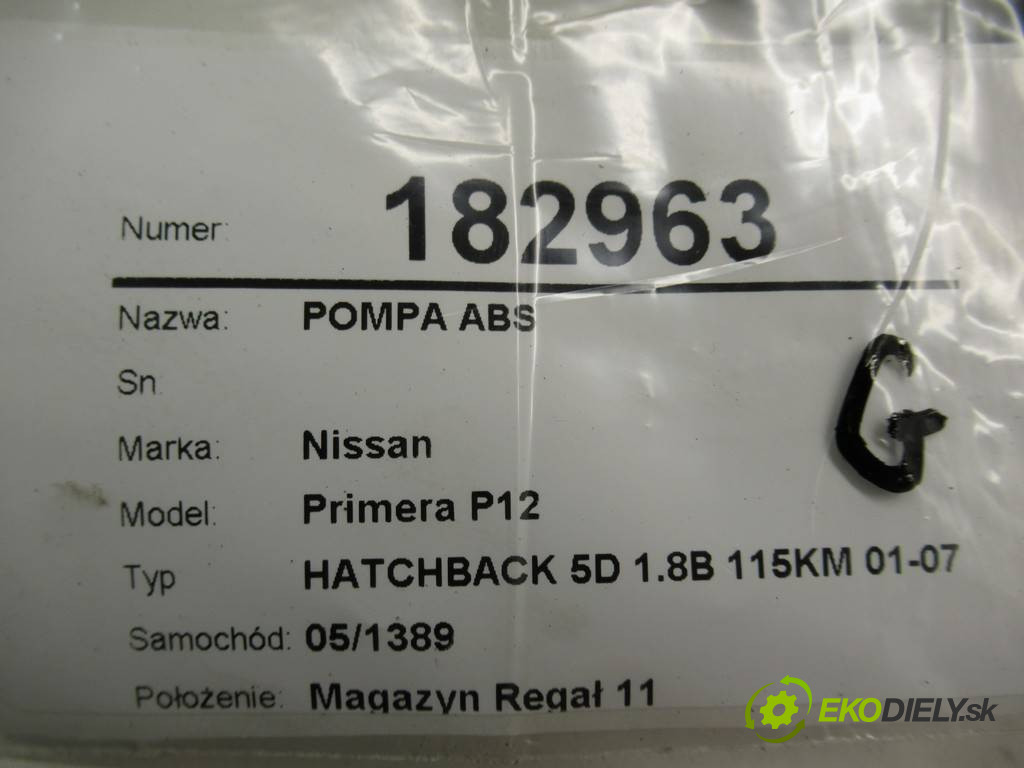 Numer: 182963
Nazwa: POMPA ABS
Sn
Marka: Nissan
G
Model: Primera P12
Typ HATCHBACK 5D 1.8B 115KM 01-07
Samochód: 05/1389
Położenie: Magazyn Regał 11
EKODIELY.sk